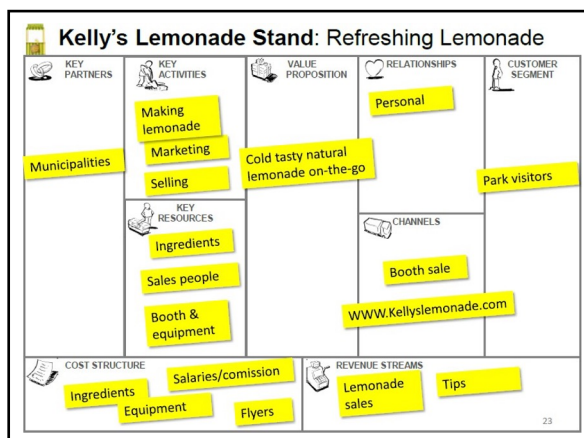 Kelly's Lemonade Stand: Refreshing Lemonade
KEY
PARTNERS
Municipalities
KEY
ACTIVITIES
Making
lemonade
Marketing
Selling
KEY
RESOURCES
Ingredients
Sales people
Booth &
equipment
VALUE
PROPOSITION
Cold tasty natural
lemonade on-the-go
RELATIONSHIPS
Personal
CHANNELS
Booth sale
WWW.Kellyslemonade.com
CUSTOMER
SEGMENT
Park visitors
COST STRUCTURE
Ingredients
Salaries/comission
Equipment
Flyers
REVENUE STREAMS
Lemonade
sales
Tips
23